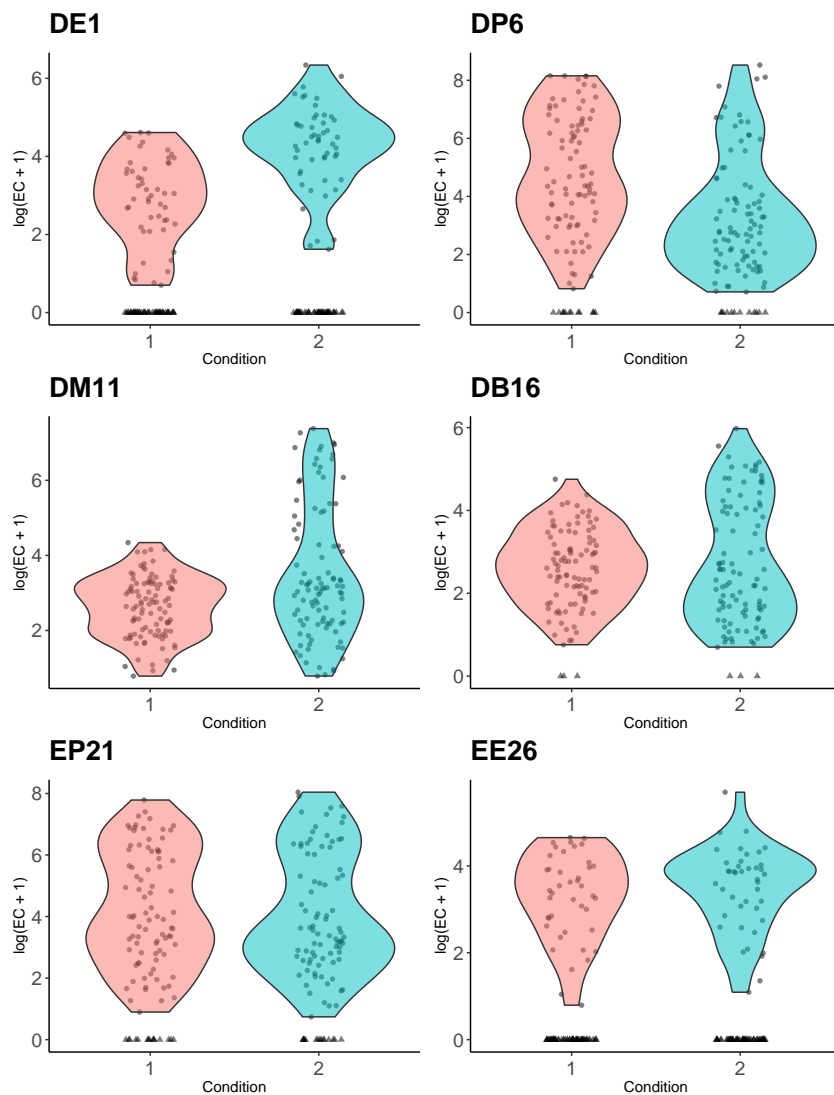 DE1 DP6
log(EC + 1) 6 4 2 0 log(EC + 1) 8 6 4 2 0
1 2 1 2
Condition Condition
DM11 DB16
log(EC + 1) 6 4 2 log(EC + 1) 6 4 2 0
1 2 1 2
Condition Condition
EP21 EE26
log(EC + 1) 8 6 4 2 0 log(EC + 1) 4 2 0
1 2 1 2
Condition Condition